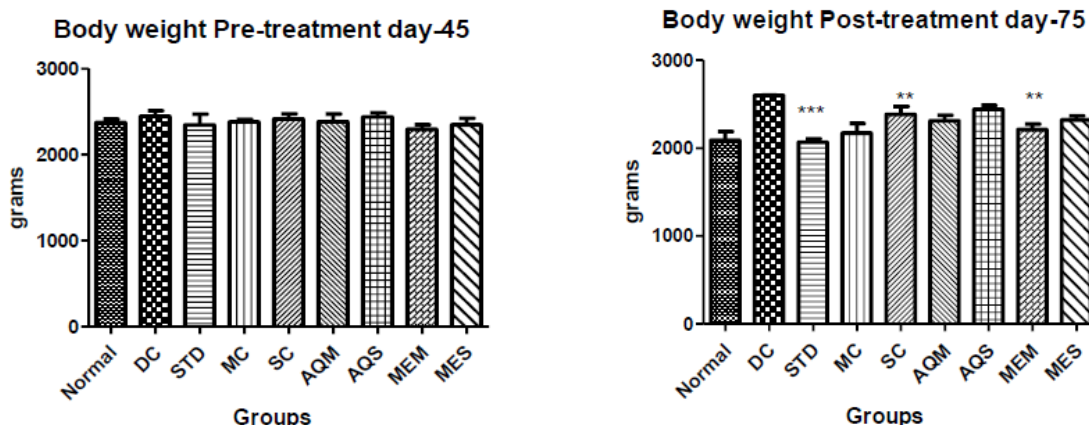 Body weight Pre-treatment day-45
3000
2000
1000
0
grams
Normal
DC
STD
MC
SC
AQM
AQS
MEM
MES
Groups
Body weight Post-treatment day-75
3000
2000
1000
0
grams
***
**
**
Normal
DC
STD
MC
SC
AQM
AQS
MEM
MES
Groups